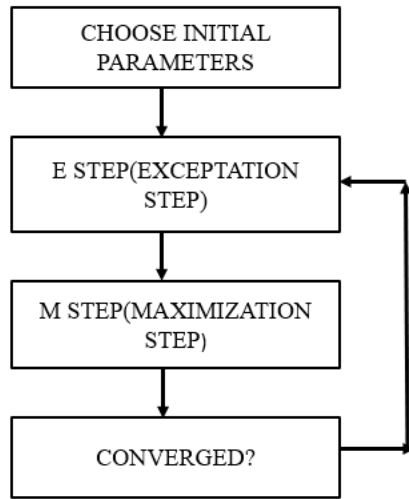 CHOOSE INITIAL
PARAMETERS
E STEP(EXCEPTATION
STEP)
M STEP(MAXIMIZATION
STEP)
CONVERGED?